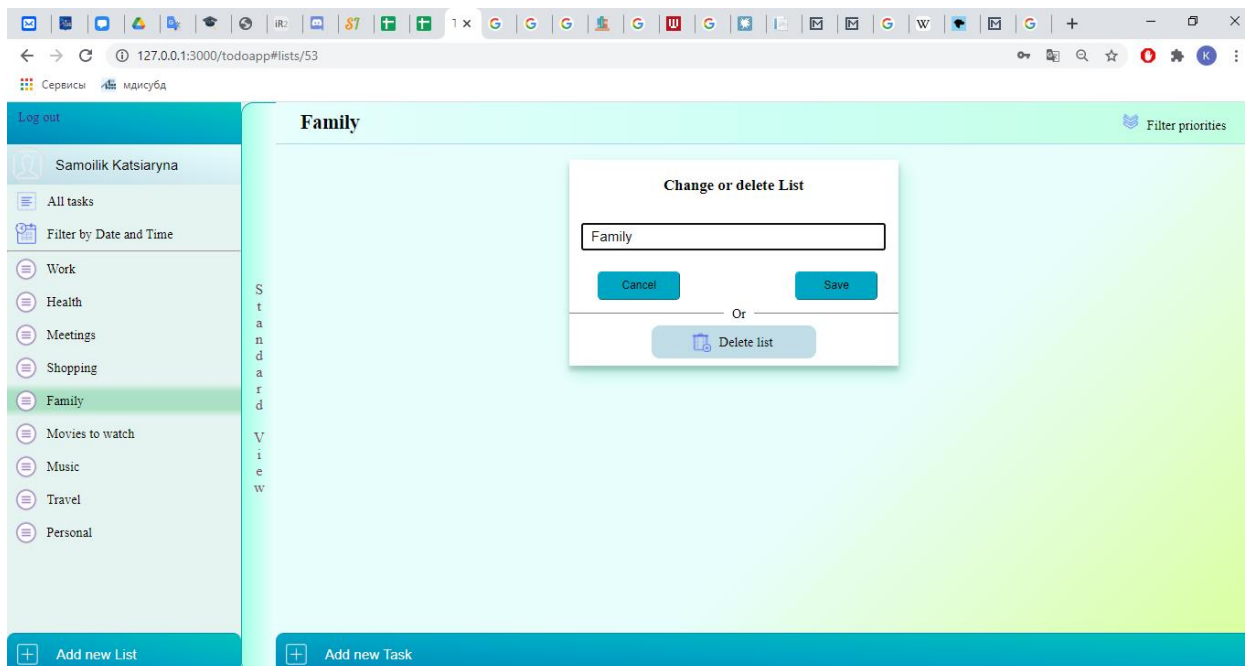 127.0.0.1:3000/todoapp#lists/53
Сервисы
мдисубд
Log out
Samoilik Katsiaryna
All tasks
Filter by Date and Time
Work
Health
Meetings
Shopping
Family
Movies to watch
Music
Travel
Personal
Add new List
Standard View
Family
Filter priorities
Change or delete List
Family
Cancel
Save
Or
Delete list
Add new Task